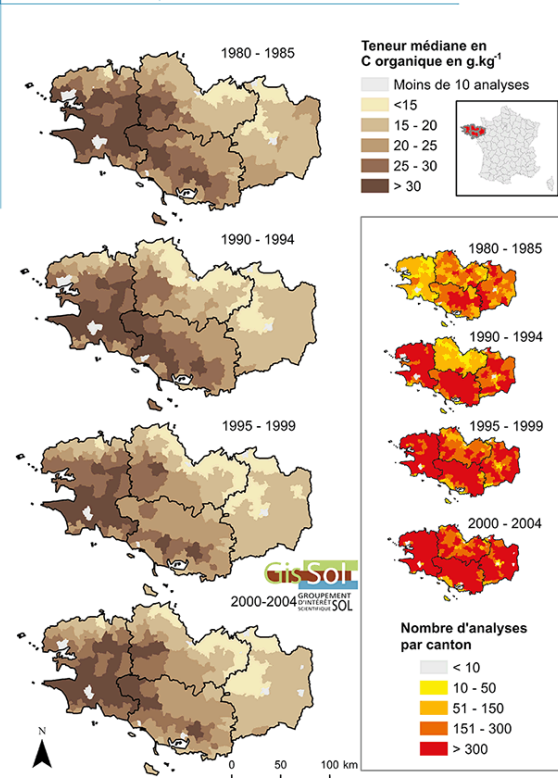 1980 - 1985
Teneur médiane en
C organique en g.kg-1
Moins de 10 analyses
<15
15 - 20
20 - 25
25 - 30
> 30
1990 - 1994
1995 - 1999
GisSol
GROUPEMENT
D'INTÉRÊT
SCIENTIFIQUE SOL
2000-2004
N
0 50 100 km
1980 - 1985
1990 - 1994
1995 - 1999
2000 - 2004
Nombre d'analyses
par canton
< 10
10 - 50
51 - 150
151 - 300
> 300